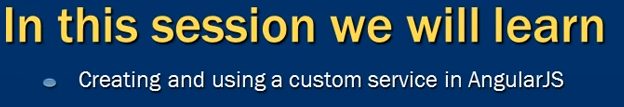 In this session we will learn
Creating and using a custom service in AngularJS